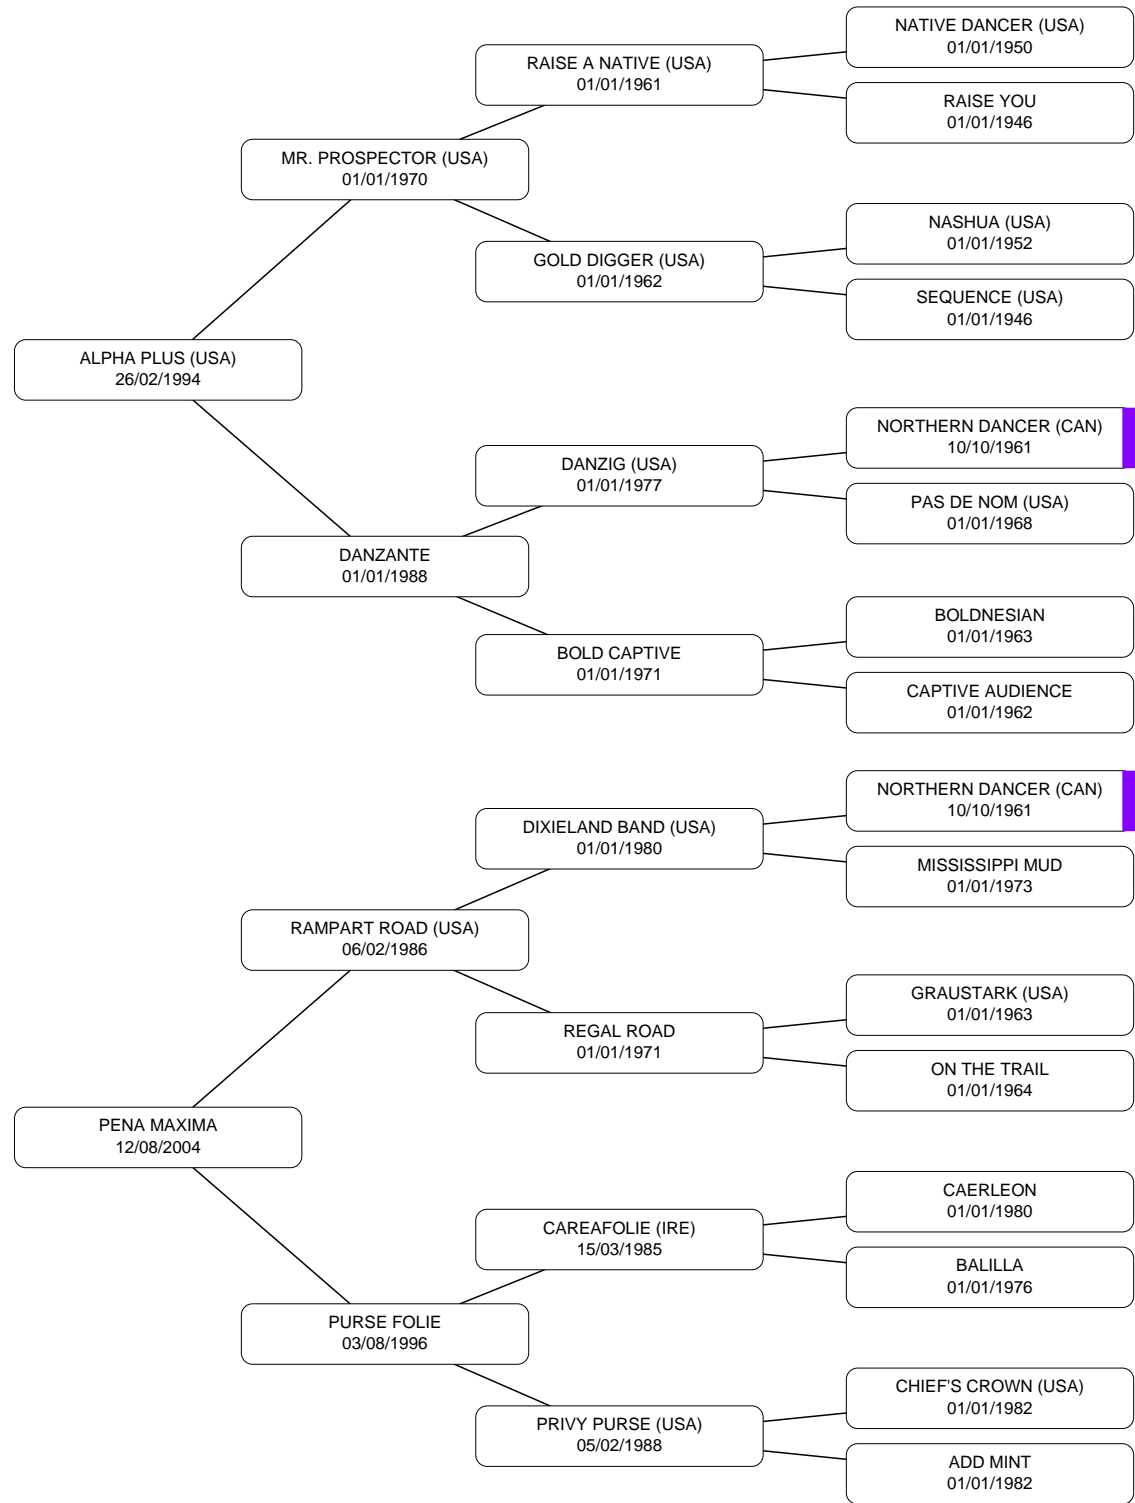 NATIVE DANCER (USA)
01/01/1950
RAISE A NATIVE (USA)
01/01/1961
RAISE YOU
01/01/1946
MR. PROSPECTOR (USA)
01/01/1970
NASHUA (USA)
01/01/1952
GOLD DIGGER (USA)
01/01/1962
SEQUENCE (USA)
01/01/1946
ALPHA PLUS (USA)
26/02/1994
NORTHERN DANCER (CAN)
10/10/1961
DANZIG (USA)
01/01/1977
PAS DE NOM (USA)
01/01/1968
DANZANTE
01/01/1988
BOLDNESIAN
01/01/1963
BOLD CAPTIVE
01/01/1971
CAPTIVE AUDIENCE
01/01/1962
NORTHERN DANCER (CAN)
10/10/1961
DIXIELAND BAND (USA)
01/01/1980
MISSISSIPPI MUD
01/01/1973
RAMPART ROAD (USA)
06/02/1986
GRAUSTARK (USA)
01/01/1963
REGAL ROAD
01/01/1971
ON THE TRAIL
01/01/1964
PENA MAXIMA
12/08/2004
CAERLEON
01/01/1980
CAREAFOLIE (IRE)
15/03/1985
BALILLA
01/01/1976
PURSE FOLIE
03/08/1996
CHIEF'S CROWN (USA)
01/01/1982
PRIVY PURSE (USA)
05/02/1988
ADD MINT
01/01/1982